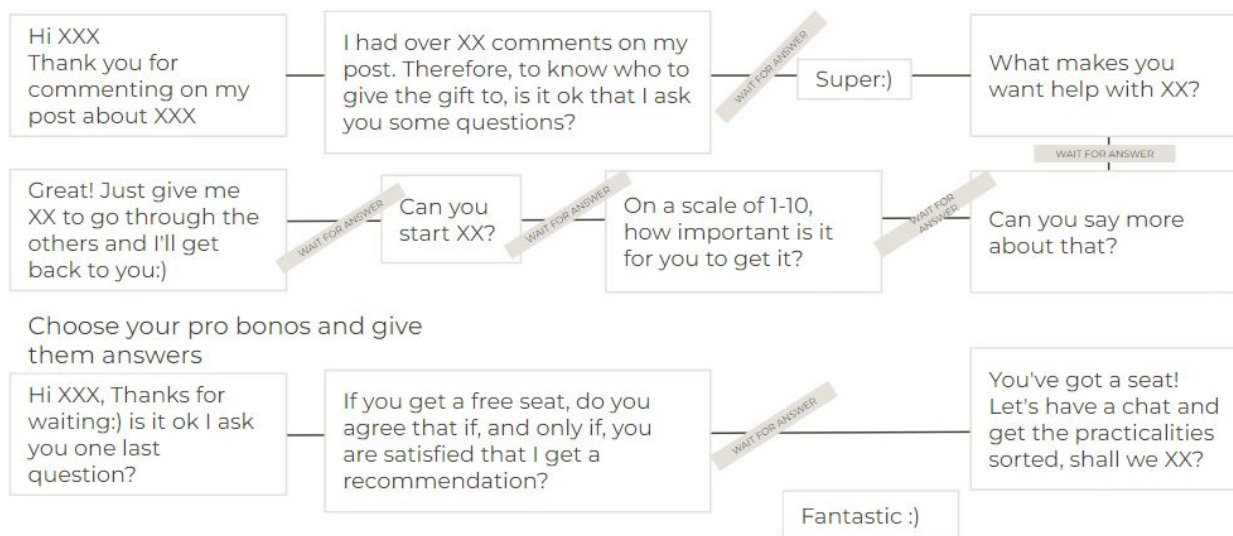 Hi XXX
Thank you for
commenting on my
post about XXX
I had over XX comments on my
post. Therefore, to know who to
give the gift to, is it ok that I ask
you some questions?
WAIT FOR ANSWER
Super:)
What makes you
want help with XX?
WAIT FOR ANSWER
Can you say more
about that?
WAIT FOR
ANSWER
On a scale of 1-10,
how important is it
for you to get it?
WAIT FOR ANSWER
Can you
start XX?
WAIT FOR ANSWER
Great! Just give me
XX to go through the
others and I'll get
back to you:)
Choose your pro bonos and give
them answers
Hi XXX, Thanks for
waiting:) is it ok I ask
you one last
question?
If you get a free seat, do you
agree that if, and only if, you
are satisfied that I get a
recommendation?
WAIT FOR ANSWER
Fantastic :)
You've got a seat!
Let's have a chat and
get the practicalities
sorted, shall we XX?